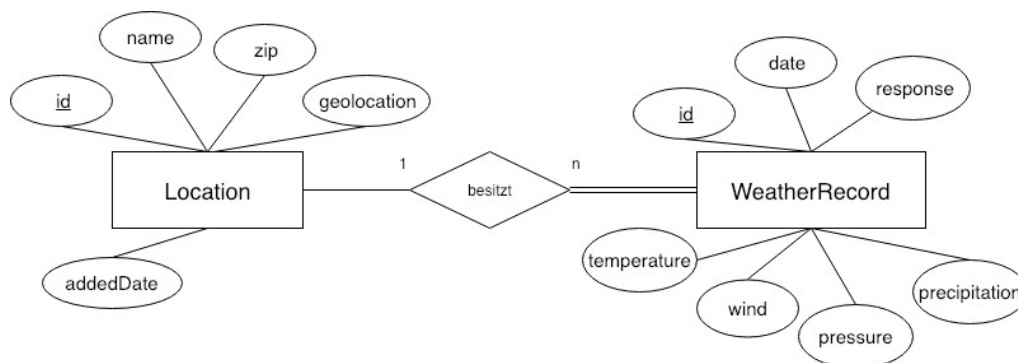 name
zip
id
geolocation
Location
addedDate
1
besitzt
n
date
response
id
WeatherRecord
temperature
wind
pressure
precipitation